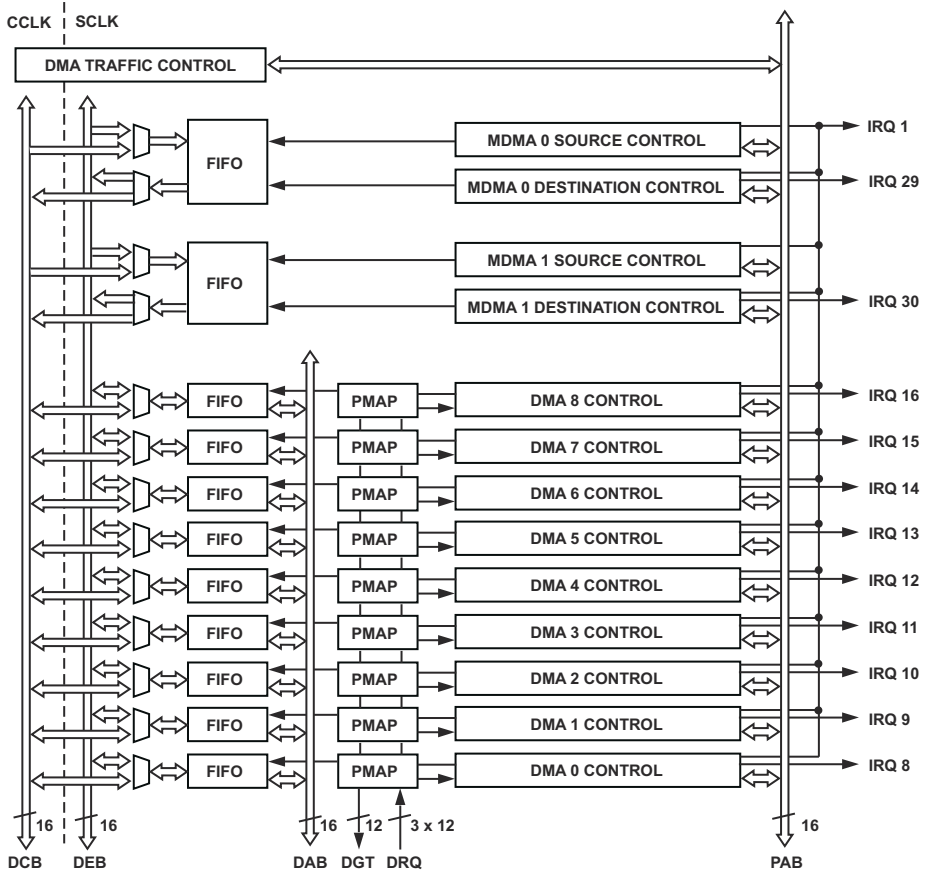 CCLK SCLK
DMA TRAFFIC CONTROL
MDMA 0 SOURCE CONTROL IRQ 1
FIFO
MDMA 0 DESTINATION CONTROL IRQ 29
MDMA 1 SOURCE CONTROL
FIFO
MDMA 1 DESTINATION CONTROL IRQ 30
FIFO PMAP DMA 8 CONTROL IRQ 16
FIFO PMAP DMA 7 CONTROL IRQ 15
FIFO PMAP DMA 6 CONTROL IRQ 14
FIFO PMAP DMA 5 CONTROL IRQ 13
FIFO PMAP DMA 4 CONTROL IRQ 12
FIFO PMAP DMA 3 CONTROL IRQ 11
FIFO PMAP DMA 2 CONTROL IRQ 10
FIFO PMAP DMA 1 CONTROL IRQ 9
FIFO PMAP DMA 0 CONTROL IRQ 8
16 16 16 12 3 x 12 16
DCB DEB DAB DGT DRQ PAB